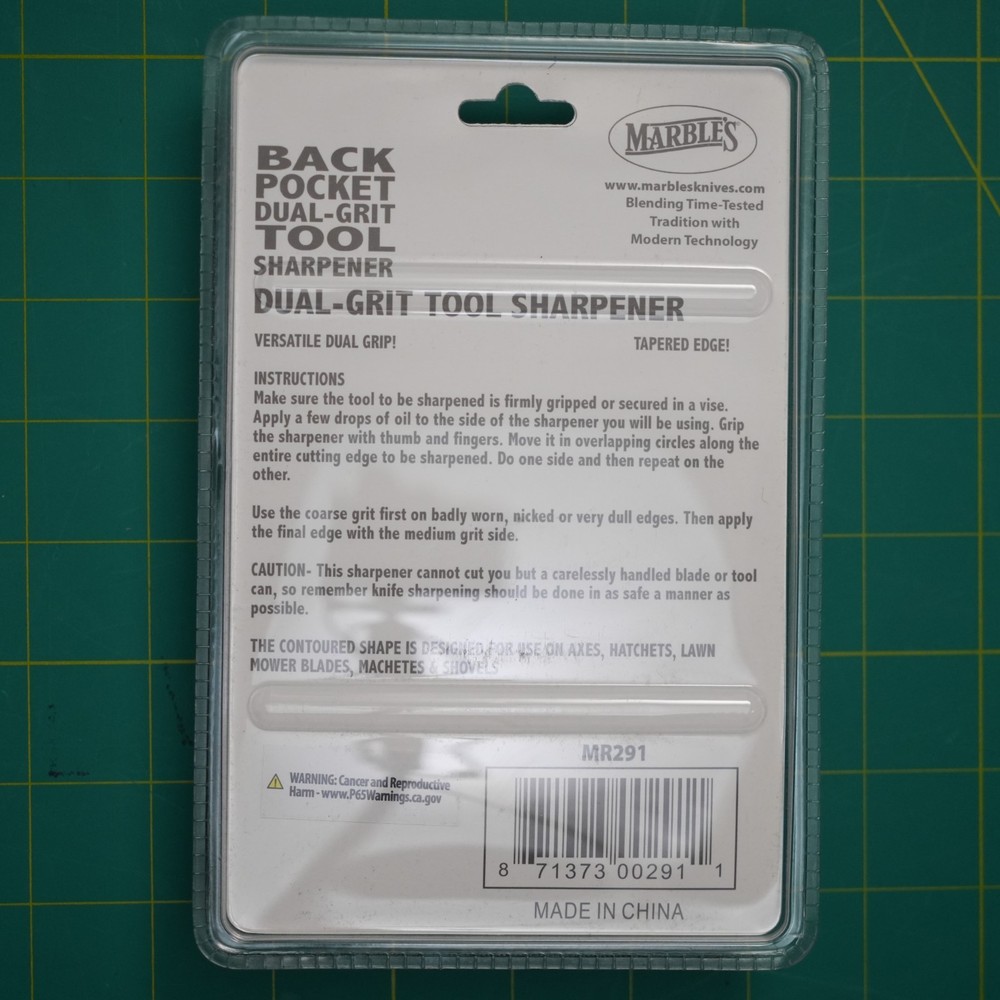 MARBLE'S®
www.marblesknives.com
Blending Time-Tested
Tradition with
Modern Technology
BACK
POCKET
DUAL-GRIT
TOOL
SHARPENER
DUAL-GRIT TOOL SHARPENER
VERSATILE DUAL GRIP! TAPERED EDGE!
INSTRUCTIONS
Make sure the tool to be sharpened is firmly gripped or secured in a vise.
Apply a few drops of oil to the side of the sharpener you will be using. Grip
the sharpener with thumb and fingers. Move it in overlapping circles along the
entire cutting edge to be sharpened. Do one side and then repeat on the
other.
Use the coarse grit first on badly worn, nicked or very dull edges. Then apply
the final edge with the medium grit side.
CAUTION- This sharpener cannot cut you but a carelessly handled blade or tool
can, so remember knife sharpening should be done in as safe a manner as
possible.
THE CONTOURED SHAPE IS DESIGNED FOR USE ON AXES, HATCHETS, LAWN
MOWER BLADES, MACHETES & SHOVELS
WARNING: Cancer and Reproductive
Harm - www.P65Warnings.ca.gov
MR291
8 71373 00291 1
MADE IN CHINA